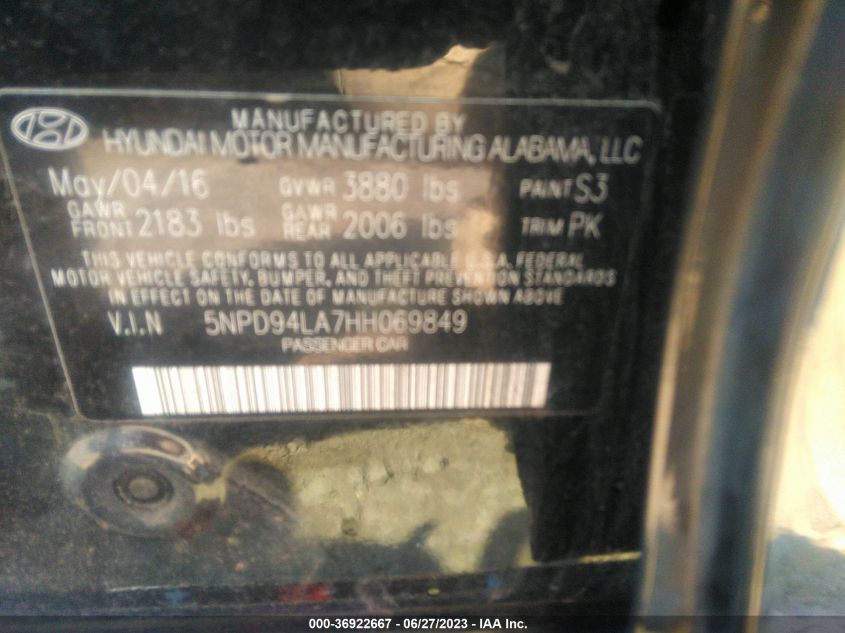 MANUFACTURED BY
HYUNDAI MOTOR MANUFACTURING ALABAMA, LLC
May/04/16 GVWR 3880 lbs PAINT S3
GAWR FRONT 2183 lbs GAWR REAR 2006 lbs TRIM PK
THIS VEHICLE CONFORMS TO ALL APPLICABLE U.S.A. FEDERAL
MOTOR VEHICLE SAFETY, BUMPER, AND THEFT PREVENTION STANDARDS
IN EFFECT ON THE DATE OF MANUFACTURE SHOWN ABOVE.
V.I.N 5NPD94LA7HH069849
PASSENGER CAR
000-36922667 - 06/27/2023 - IAA Inc.